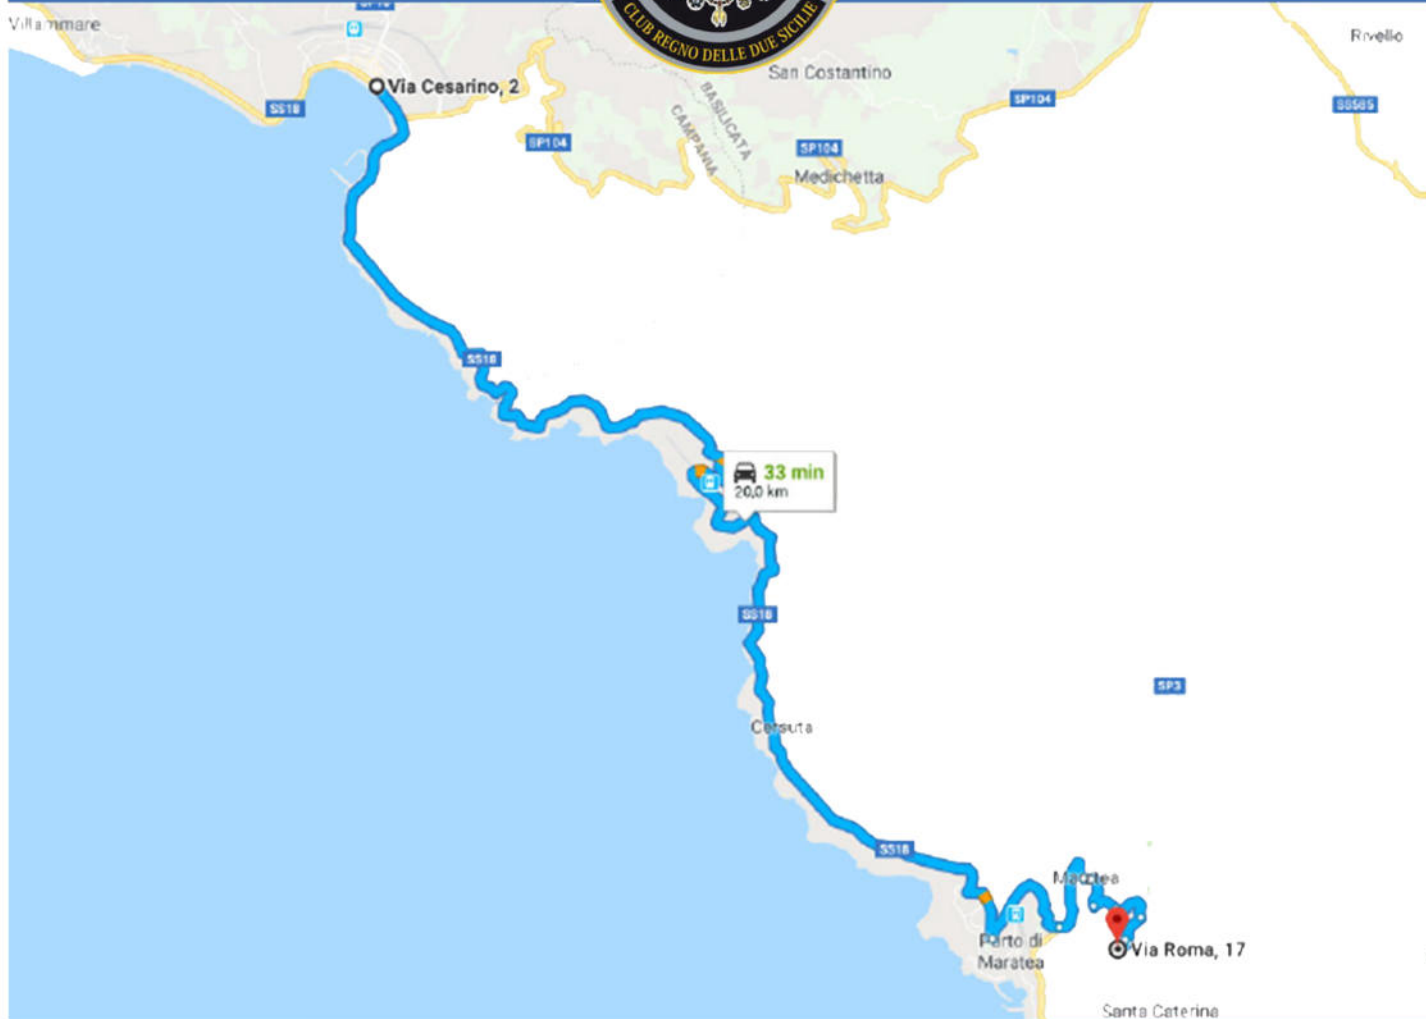 Villammare
CLUB REGNO DELLE DUE SICILIE
Rivello
Via Cesarino, 2
San Costantino
SS18
SP104
SS585
BASILICATA
CAMPANIA
SP104
SP104
Medichetta
SS18
33 min
20,0 km
SS18
SP3
Cersuta
SS18
Maratea
Porto di
Maratea
Via Roma, 17
Santa Caterina